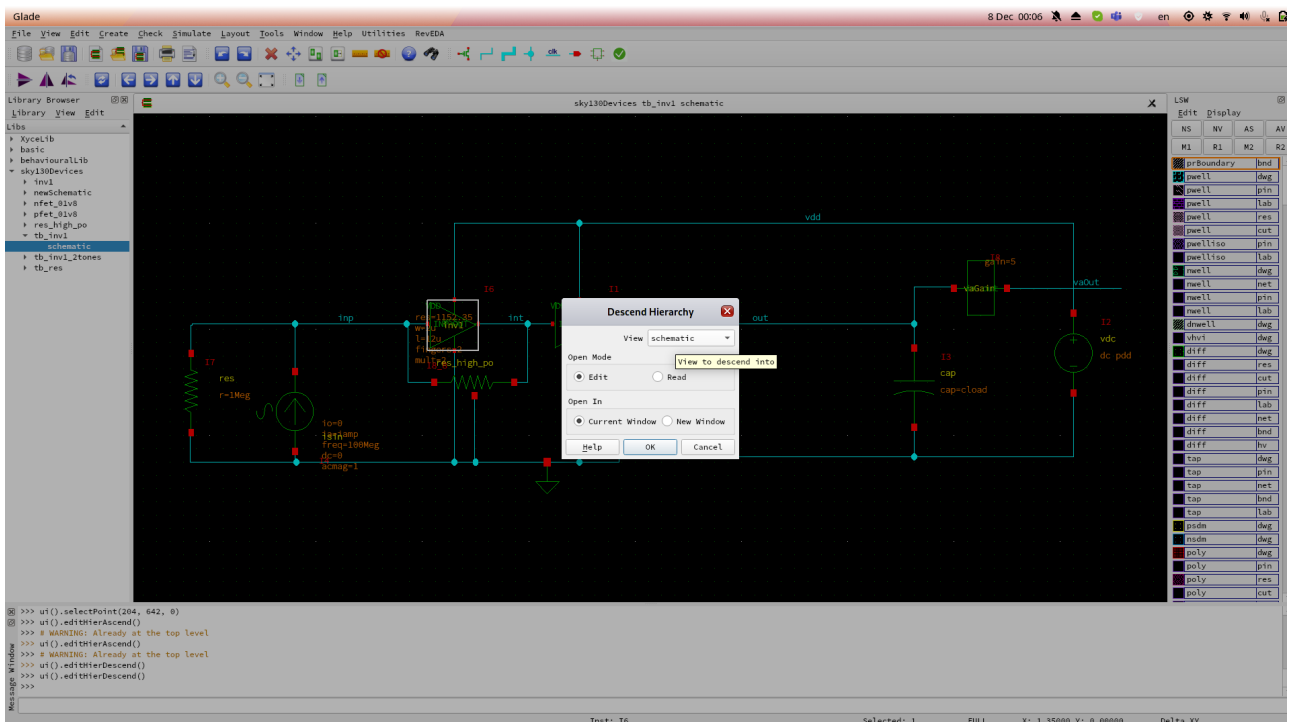 Glade
8 Dec 00:06
en
File View Edit Create Check Simulate Layout Tools Window Help Utilities RevEDA
clk
Library Browser
Library View Edit
Libs
XyceLib
basic
behaviouralLib
sky130Devices
inv1
newSchematic
nfet_01v8
pfet_01v8
res_high_po
tb_inv1
schematic
tb_inv1_2tones
tb_res
sky130Devices tb_inv1 schematic
vdd
gain=5
vaGain
vaOut
I6
I1
inp
int
out
inv1
res_high_po
I7
res
r=1Meg
io=0
isin
freq=100Meg
dc=0
acmag=1
I3
cap
cap=cload
I2
vdc
dc pdd
Descend Hierarchy
View schematic
View to descend into
Open Mode
Edit Read
Open In
Current Window New Window
Help OK Cancel
LSW
Edit Display
NS NV AS AV
M1 R1 M2 R2
prBoundary bnd
pwell dwg
pwell pin
pwell lab
pwell res
pwell cut
pwelliso pin
pwelliso lab
nwell dwg
nwell net
nwell pin
nwell lab
dnwell dwg
vhvi dwg
diff dwg
diff res
diff cut
diff pin
diff lab
diff net
diff bnd
diff hv
tap dwg
tap pin
tap net
tap bnd
tap lab
psdm dwg
nsdm dwg
poly dwg
poly pin
poly res
poly cut
Message Window
>>> ui().selectPoint(204, 642, 0)
>>> ui().editHierAscend()
>>> # WARNING: Already at the top level
>>> ui().editHierAscend()
>>> # WARNING: Already at the top level
>>> ui().editHierDescend()
>>> ui().editHierDescend()
>>>
Inst: I6
Selected: 1
FULL
X: 1.35000 Y: 0.00000
Delta XY